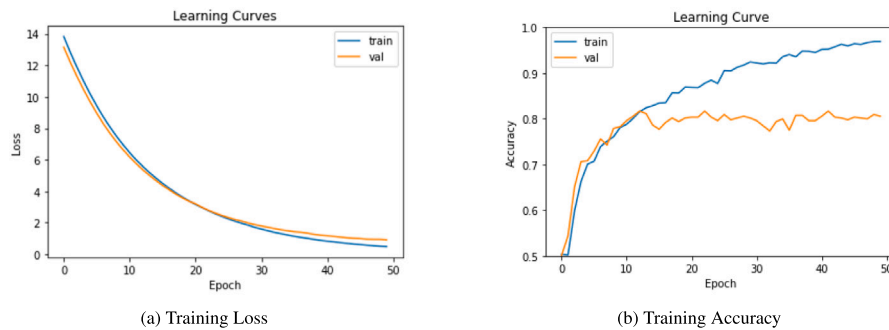 Learning Curves
14
12
10
8
6
4
2
0
Loss
train
val
0
10
20
30
40
50
Epoch
(a) Training Loss
Learning Curve
1.0
0.9
0.8
0.7
0.6
0.5
Accuracy
train
val
0
10
20
30
40
50
Epoch
(b) Training Accuracy